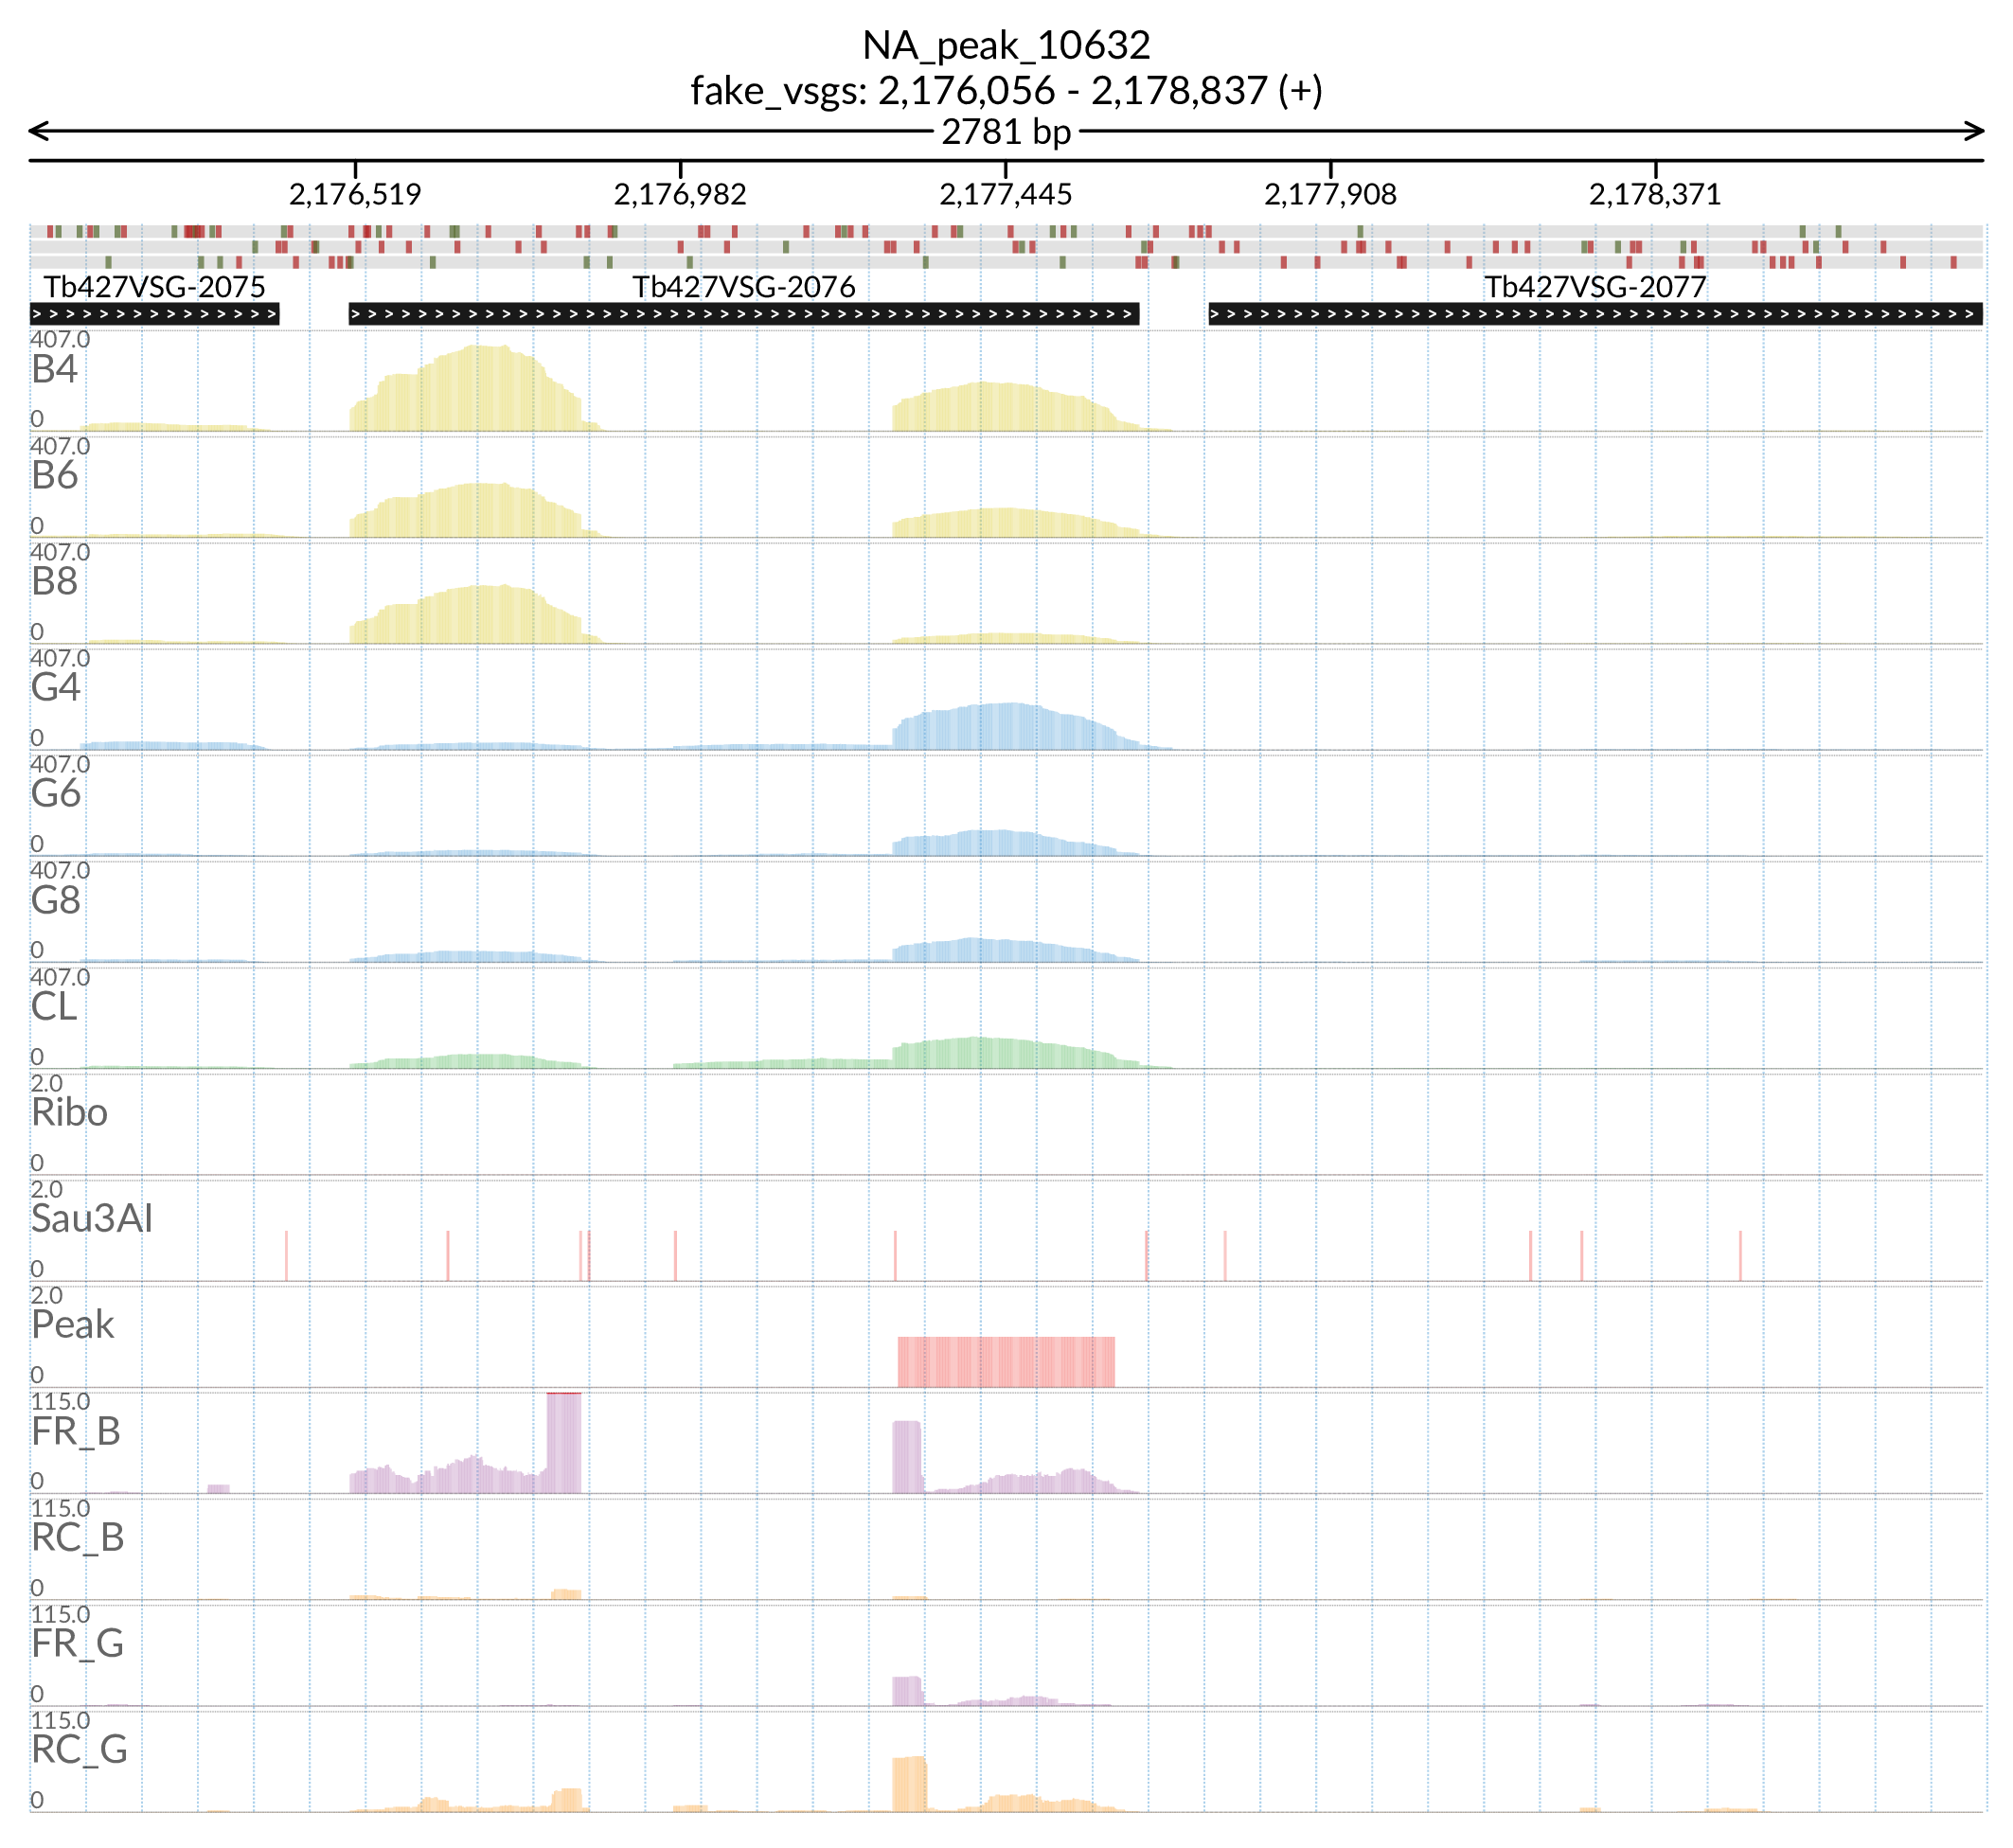 NA_peak_10632
fake_vsgs: 2,176,056 - 2,178,837 (+)
2781 bp
2,176,519 2,176,982 2,177,445 2,177,908 2,178,371
Tb427VSG-2075 Tb427VSG-2076 Tb427VSG-2077
407.0
B4
0
407.0
B6
0
407.0
B8
0
407.0
G4
0
407.0
G6
0
407.0
G8
0
407.0
CL
0
2.0
Ribo
0
2.0
Sau3AI
0
2.0
Peak
0
115.0
FR_B
0
115.0
RC_B
0
115.0
FR_G
0
115.0
RC_G
0